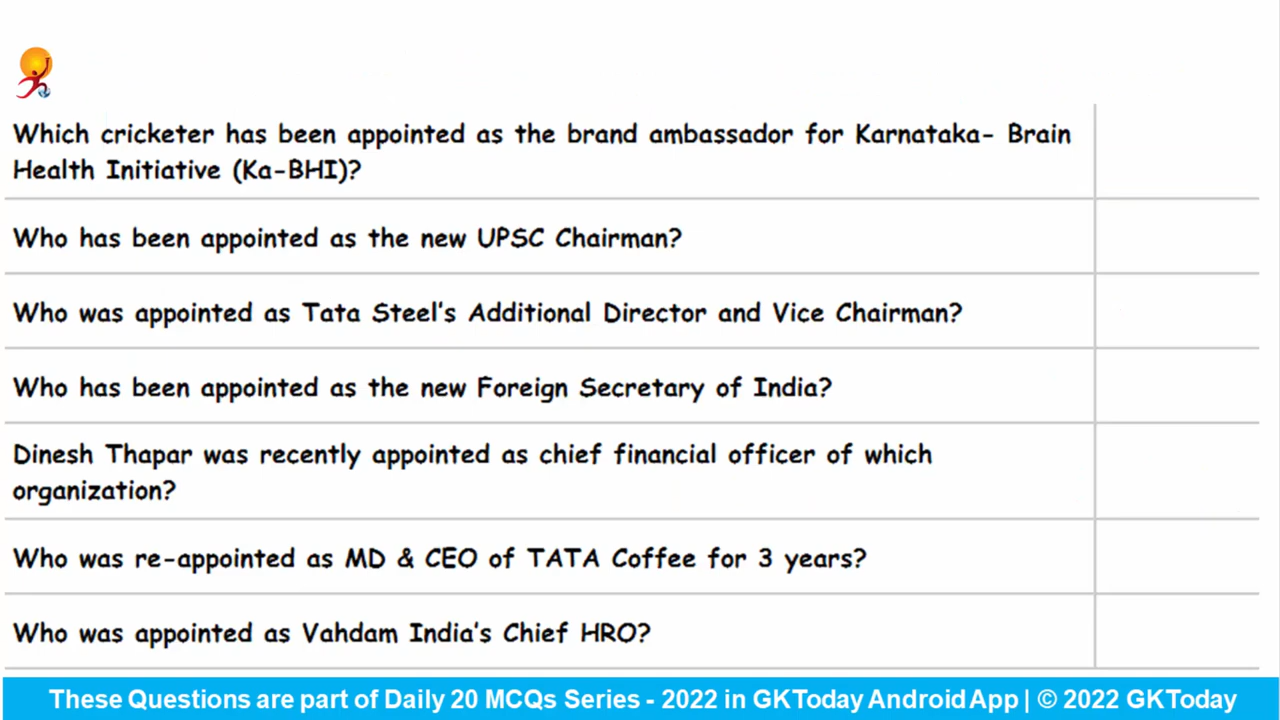 Which cricketer has been appointed as the brand ambassador for Karnataka- Brain
Health Initiative (Ka-BHI)?
Who has been appointed as the new UPSC Chairman?
Who was appointed as Tata Steel's Additional Director and Vice Chairman?
Who has been appointed as the new Foreign Secretary of India?
Dinesh Thapar was recently appointed as chief financial officer of which
organization?
Who was re-appointed as MD & CEO of TATA Coffee for 3 years?
Who was appointed as Vahdam India's Chief HRO?
These Questions are part of Daily 20 MCQs Series - 2022 in GKToday Android App | © 2022 GKToday